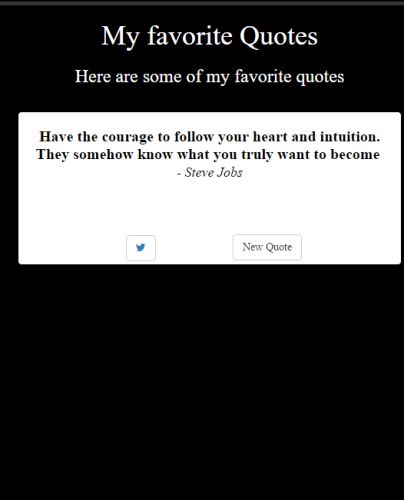 My favorite Quotes
Here are some of my favorite quotes
Have the courage to follow your heart and intuition.
They somehow know what you truly want to become
- Steve Jobs
New Quote